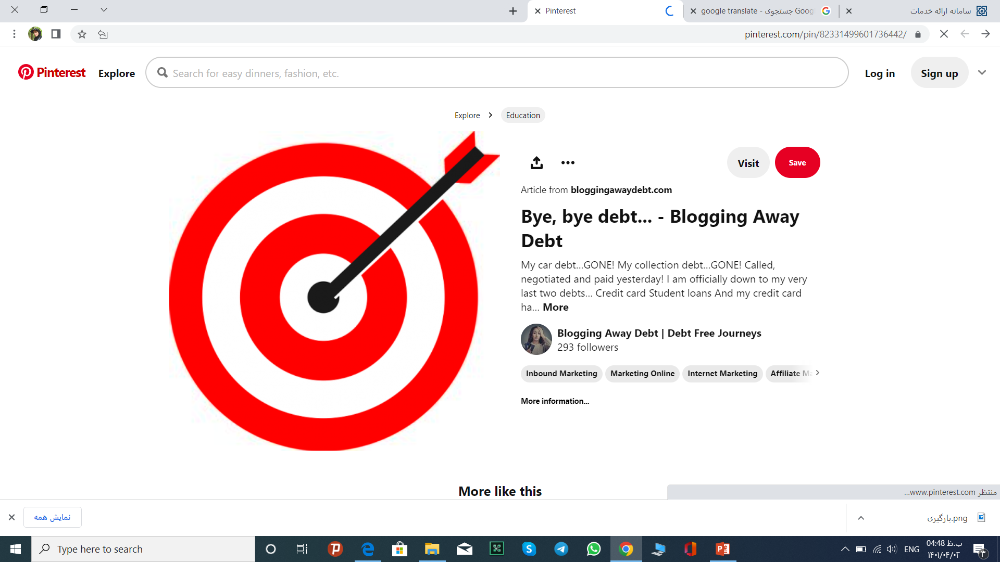 Pinterest
google translate - جستجوی Goog
سامانه ارائه خدمات
pinterest.com/pin/82331499601736442/
Pinterest
Explore
Search for easy dinners, fashion, etc.
Log in
Sign up
Explore
Education
Visit
Save
Article from bloggingawaydebt.com
Bye, bye debt... - Blogging Away
Debt
My car debt...GONE! My collection debt...GONE! Called,
negotiated and paid yesterday! I am officially down to my very
last two debts... Credit card Student loans And my credit card
ha... More
Blogging Away Debt | Debt Free Journeys
293 followers
Inbound Marketing
Marketing Online
Internet Marketing
Affiliate Ma
More information...
More like this
منتظر www.pinterest.com...
نمایش همه
بارگیری.png
Type here to search
ENG
04:48 ب.ظ
۱۴۰۱/۰۴/۰۲
۳